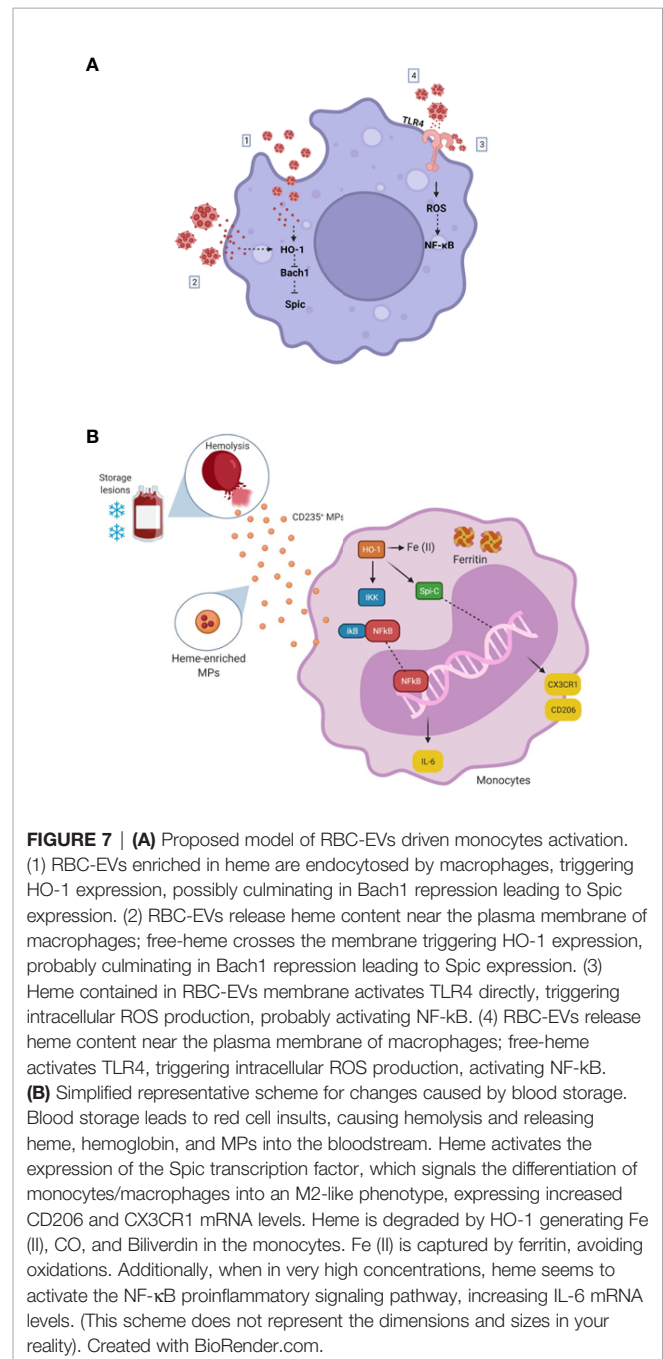 A
4
TLR4
1
3
ROS
NF-κB
HO-1
Bach1
2
Spic
B
Hemolysis
Storage
lesions
CD235⁺ MPs
HO-1
Fe (II)
Ferritin
IKK
Spi-C
ikB
NFkB
Heme-enriched
MPs
NFkB
CX3CR1
CD206
IL-6
Monocytes
FIGURE 7 | (A) Proposed model of RBC-EVs driven monocytes activation.
(1) RBC-EVs enriched in heme are endocytosed by macrophages, triggering
HO-1 expression, possibly culminating in Bach1 repression leading to Spic
expression. (2) RBC-EVs release heme content near the plasma membrane of
macrophages; free-heme crosses the membrane triggering HO-1 expression,
probably culminating in Bach1 repression leading to Spic expression. (3)
Heme contained in RBC-EVs membrane activates TLR4 directly, triggering
intracellular ROS production, probably activating NF-kB. (4) RBC-EVs release
heme content near the plasma membrane of macrophages; free-heme
activates TLR4, triggering intracellular ROS production, activating NF-kB.
(B) Simplified representative scheme for changes caused by blood storage.
Blood storage leads to red cell insults, causing hemolysis and releasing
heme, hemoglobin, and MPs into the bloodstream. Heme activates the
expression of the Spic transcription factor, which signals the differentiation of
monocytes/macrophages into an M2-like phenotype, expressing increased
CD206 and CX3CR1 mRNA levels. Heme is degraded by HO-1 generating Fe
(II), CO, and Biliverdin in the monocytes. Fe (II) is captured by ferritin, avoiding
oxidations. Additionally, when in very high concentrations, heme seems to
activate the NF-κB proinflammatory signaling pathway, increasing IL-6 mRNA
levels. (This scheme does not represent the dimensions and sizes in your
reality). Created with BioRender.com.